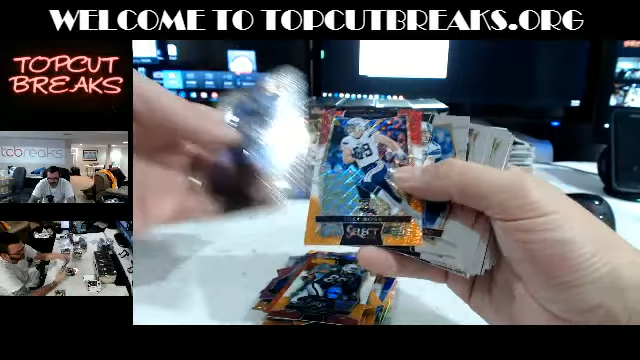 WELCOME TO TOPCUTBREAKS.ORG
TOPCUT
BREAKS
tcbreaks
SELECT